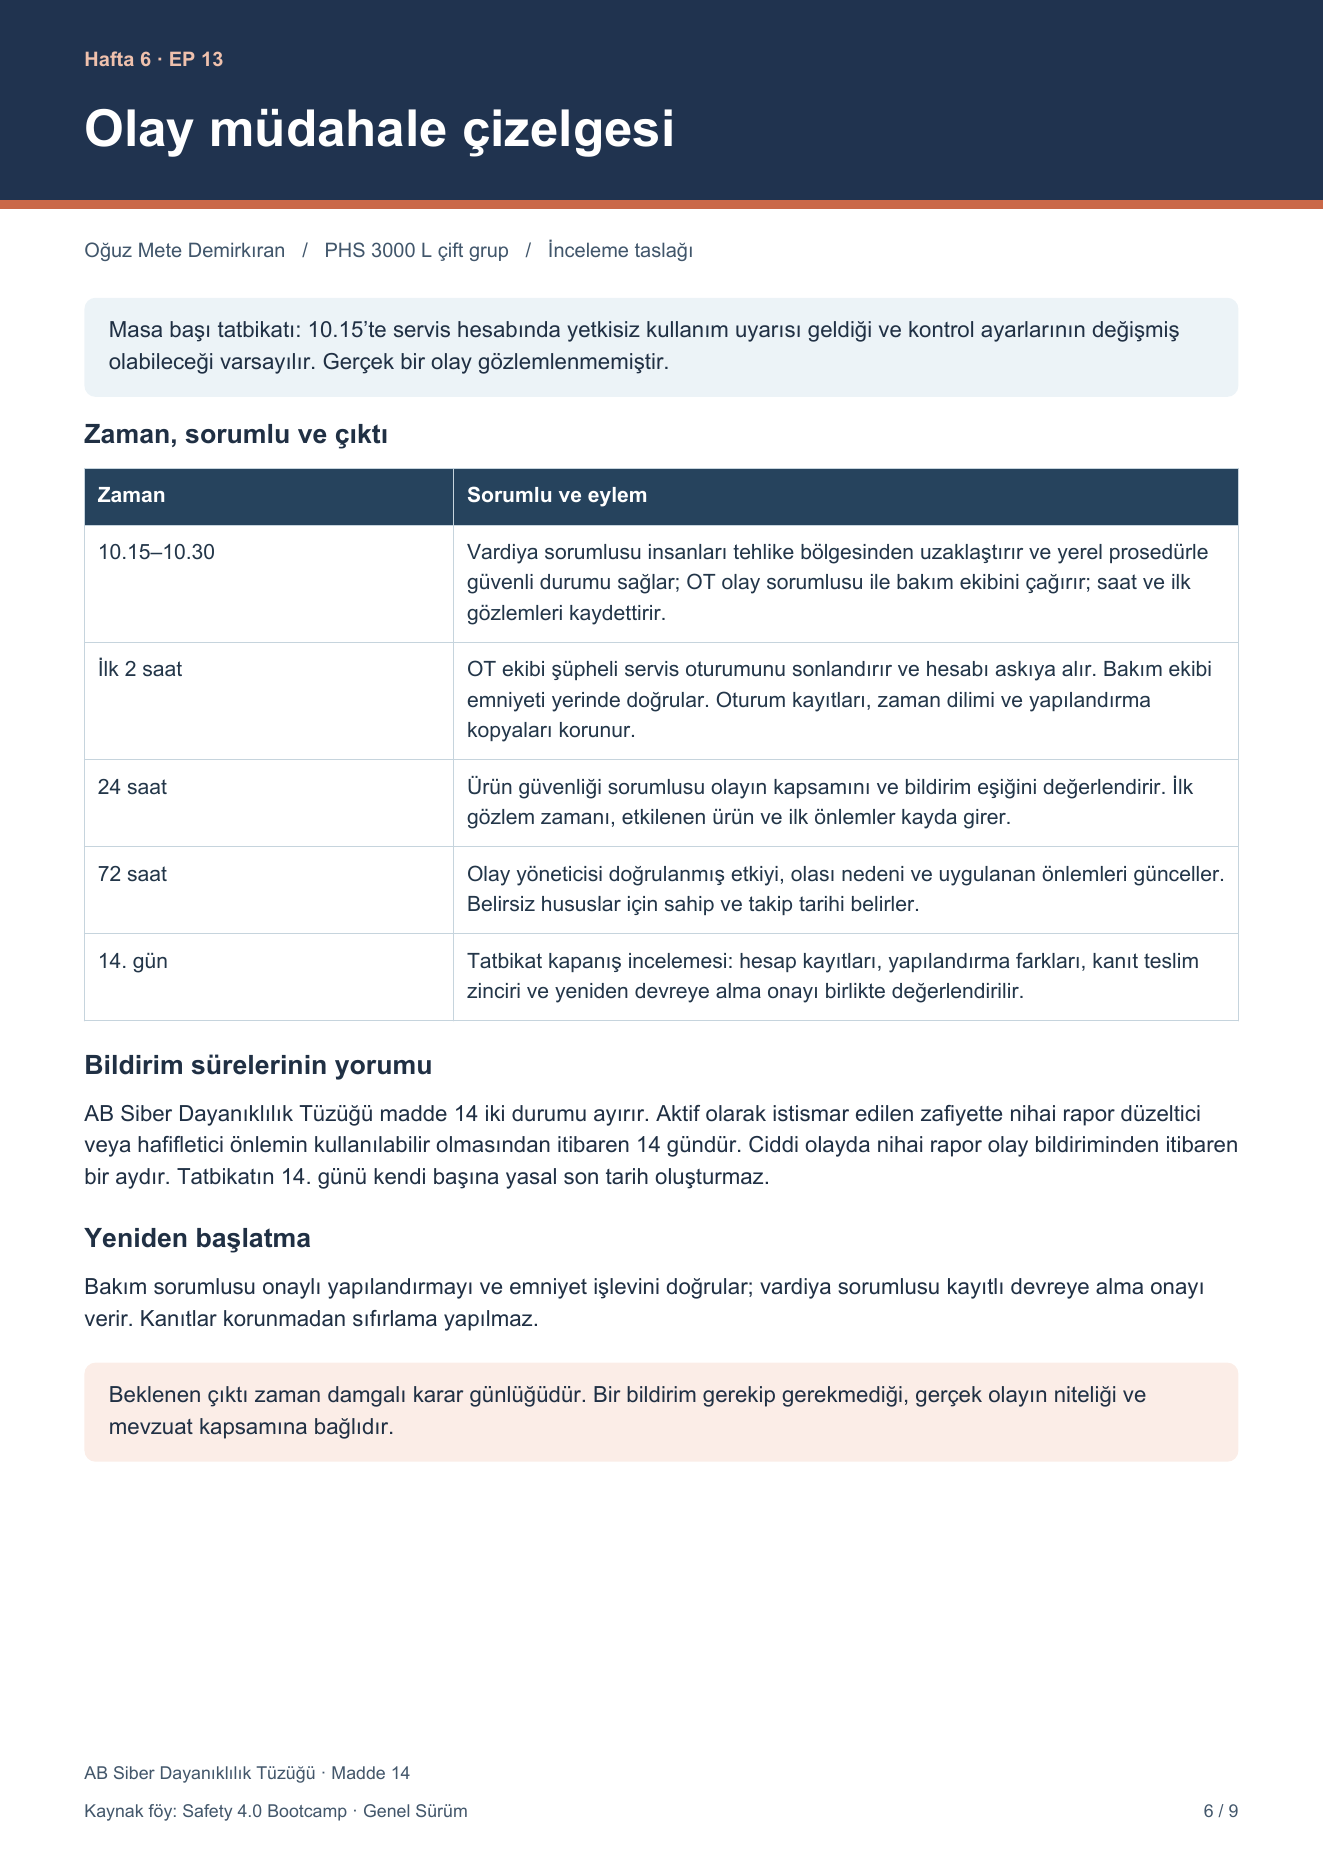 Hafta 6 · EP 13
Olay müdahale çizelgesi
Oğuz Mete Demirkıran / PHS 3000 L çift grup / İnceleme taslağı
Masa başı tatbikatı: 10.15’te servis hesabında yetkisiz kullanım uyarısı geldiği ve kontrol ayarlarının değişmiş
olabileceği varsayılır. Gerçek bir olay gözlemlenmemiştir.
Zaman, sorumlu ve çıktı
Zaman
Sorumlu ve eylem
10.15–10.30
Vardiya sorumlusu insanları tehlike bölgesinden uzaklaştırır ve yerel prosedürle
güvenli durumu sağlar; OT olay sorumlusu ile bakım ekibini çağırır; saat ve ilk
gözlemleri kaydettirir.
İlk 2 saat
OT ekibi şüpheli servis oturumunu sonlandırır ve hesabı askıya alır. Bakım ekibi
emniyeti yerinde doğrular. Oturum kayıtları, zaman dilimi ve yapılandırma
kopyaları korunur.
24 saat
Ürün güvenliği sorumlusu olayın kapsamını ve bildirim eşiğini değerlendirir. İlk
gözlem zamanı, etkilenen ürün ve ilk önlemler kayda girer.
72 saat
Olay yöneticisi doğrulanmış etkiyi, olası nedeni ve uygulanan önlemleri günceller.
Belirsiz hususlar için sahip ve takip tarihi belirler.
14. gün
Tatbikat kapanış incelemesi: hesap kayıtları, yapılandırma farkları, kanıt teslim
zinciri ve yeniden devreye alma onayı birlikte değerlendirilir.
Bildirim sürelerinin yorumu
AB Siber Dayanıklılık Tüzüğü madde 14 iki durumu ayırır. Aktif olarak istismar edilen zafiyette nihai rapor düzeltici
veya hafifletici önlemin kullanılabilir olmasından itibaren 14 gündür. Ciddi olayda nihai rapor olay bildiriminden itibaren
bir aydır. Tatbikatın 14. günü kendi başına yasal son tarih oluşturmaz.
Yeniden başlatma
Bakım sorumlusu onaylı yapılandırmayı ve emniyet işlevini doğrular; vardiya sorumlusu kayıtlı devreye alma onayı
verir. Kanıtlar korunmadan sıfırlama yapılmaz.
Beklenen çıktı zaman damgalı karar günlüğüdür. Bir bildirim gerekip gerekmediği, gerçek olayın niteliği ve
mevzuat kapsamına bağlıdır.
AB Siber Dayanıklılık Tüzüğü · Madde 14
Kaynak föy: Safety 4.0 Bootcamp · Genel Sürüm
6 / 9